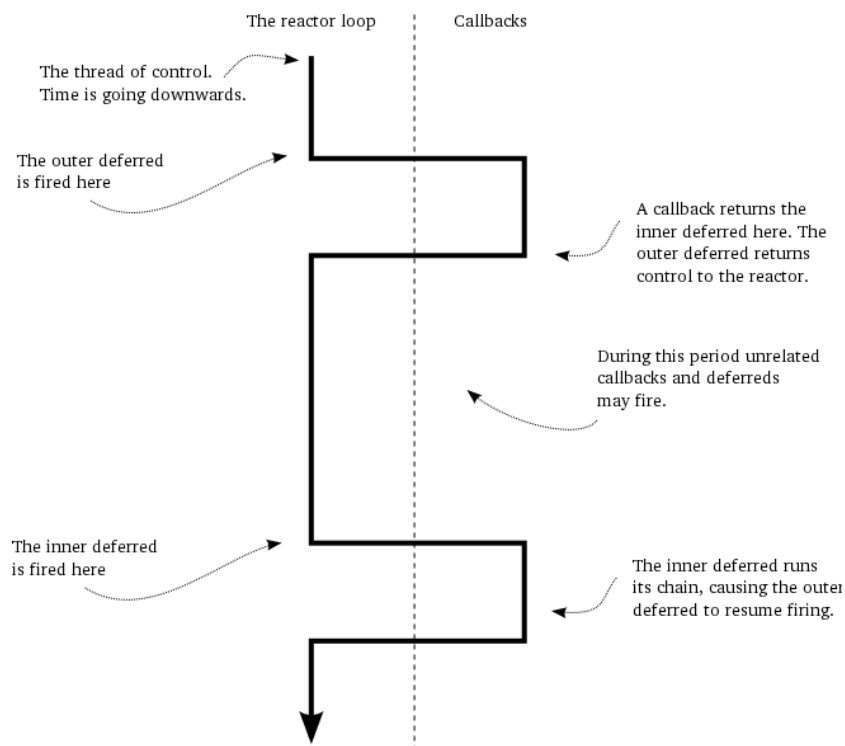 The reactor loop
Callbacks
The thread of control.
Time is going downwards.
The outer deferred
is fired here
A callback returns the
inner deferred here. The
outer deferred returns
control to the reactor.
During this period unrelated
callbacks and deferreds
may fire.
The inner deferred
is fired here
The inner deferred runs
its chain, causing the outer
deferred to resume firing.